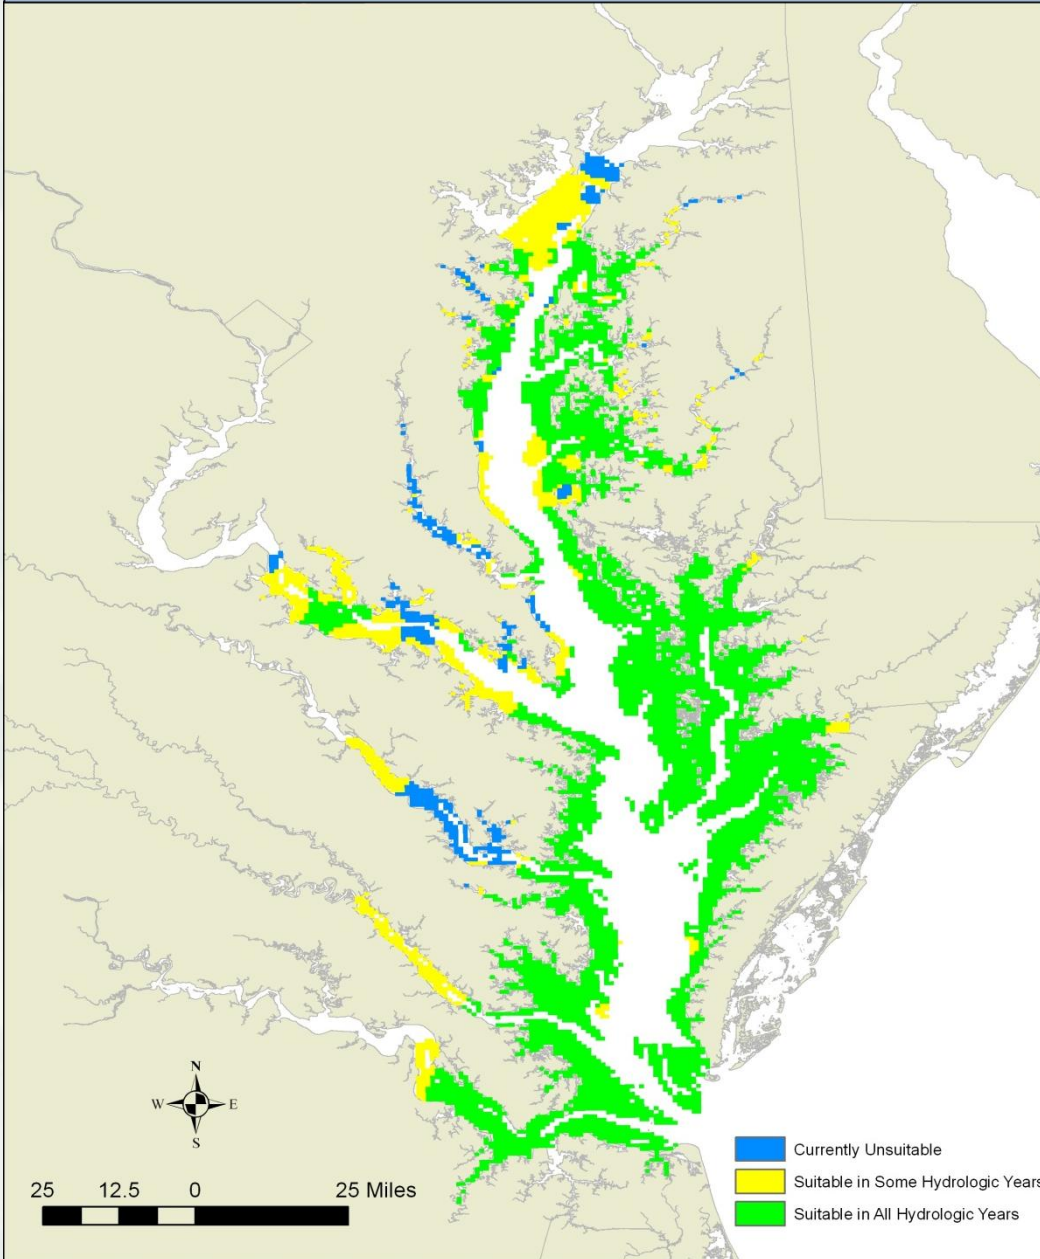 N
W E
S
25 12.5 0 25 Miles
Currently Unsuitable
Suitable in Some Hydrologic Years
Suitable in All Hydrologic Years